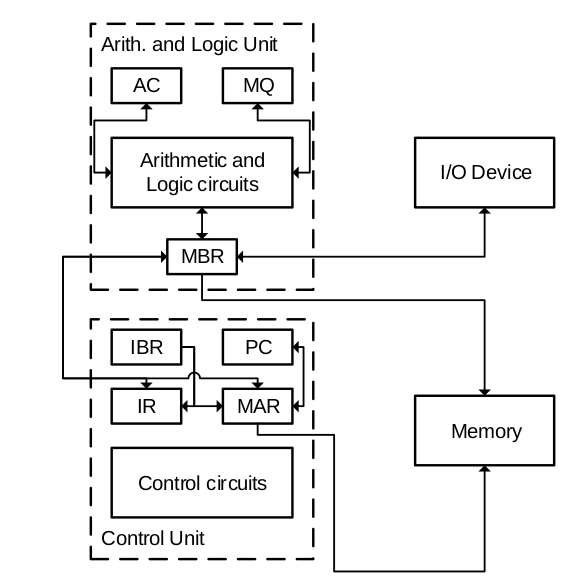 Arith. and Logic Unit
AC
MQ
Arithmetic and
Logic circuits
I/O Device
MBR
IBR
PC
IR
MAR
Memory
Control circuits
Control Unit